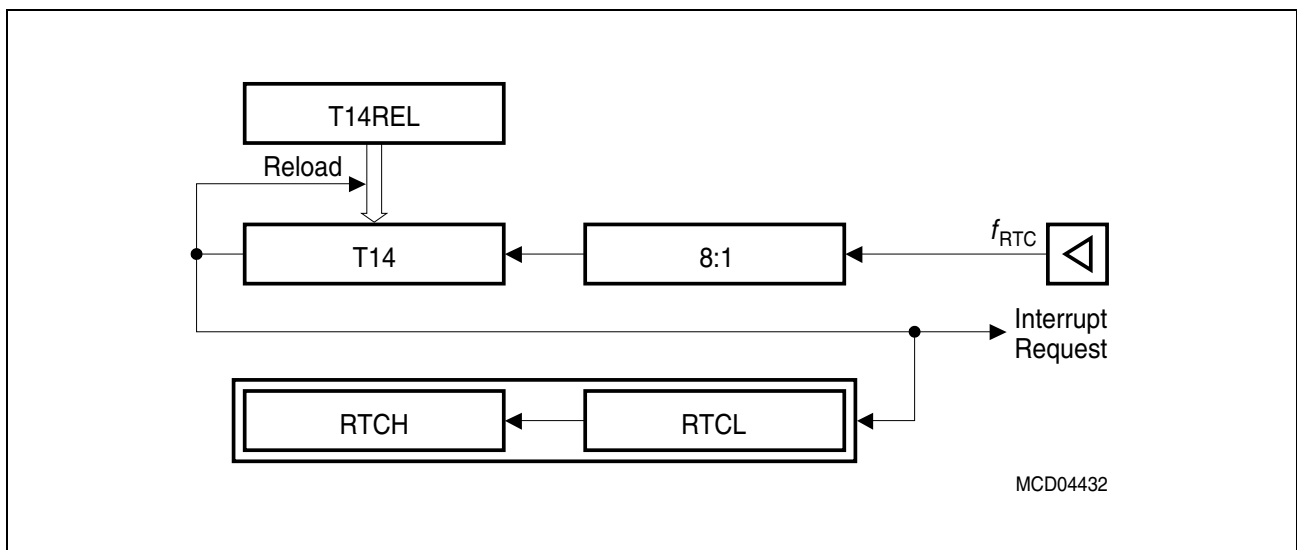 T14REL
Reload
T14
8:1
fRTC
Interrupt
Request
RTCH
RTCL
MCD04432